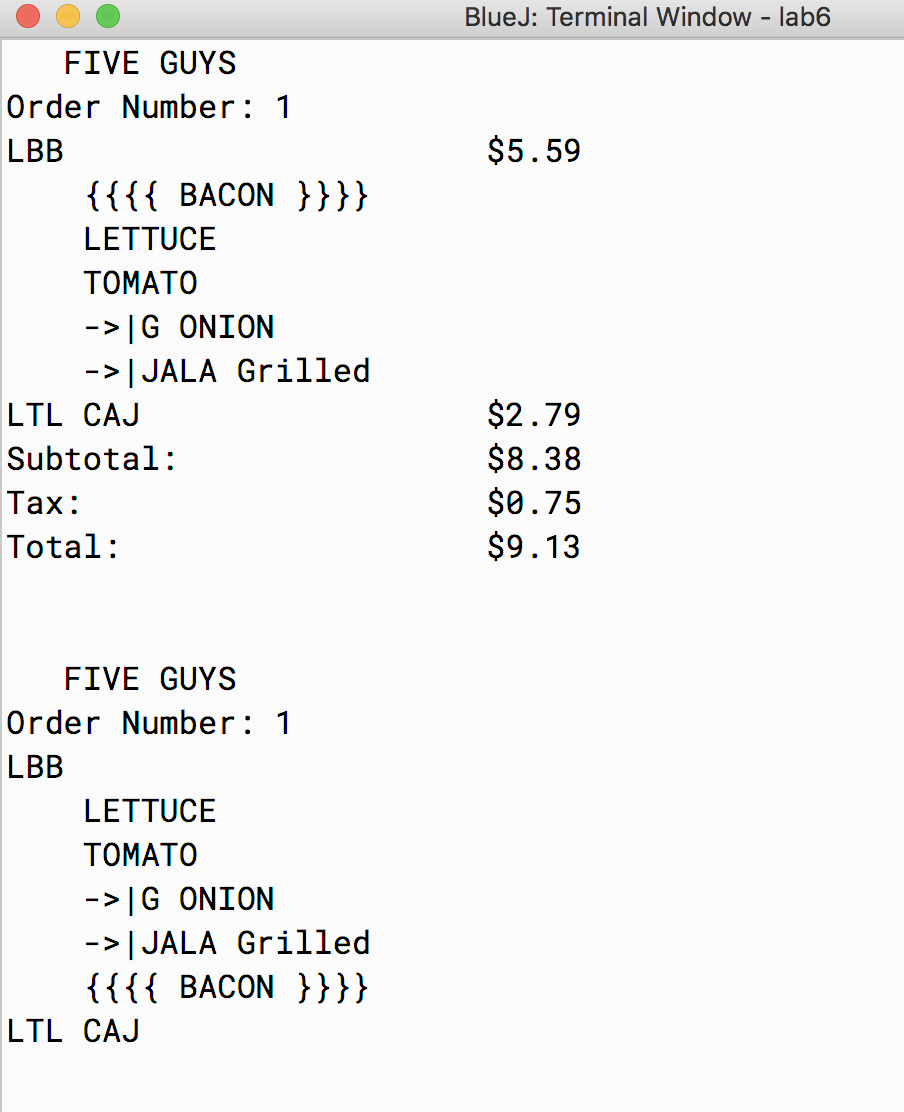 BlueJ: Terminal Window - lab6
   FIVE GUYS
Order Number: 1
LBB                      $5.59
    {{{{ BACON }}}}
    LETTUCE
    TOMATO
    ->|G ONION
    ->|JALA Grilled
LTL CAJ                  $2.79
Subtotal:                $8.38
Tax:                     $0.75
Total:                   $9.13
   FIVE GUYS
Order Number: 1
LBB
    LETTUCE
    TOMATO
    ->|G ONION
    ->|JALA Grilled
    {{{{ BACON }}}}
LTL CAJ